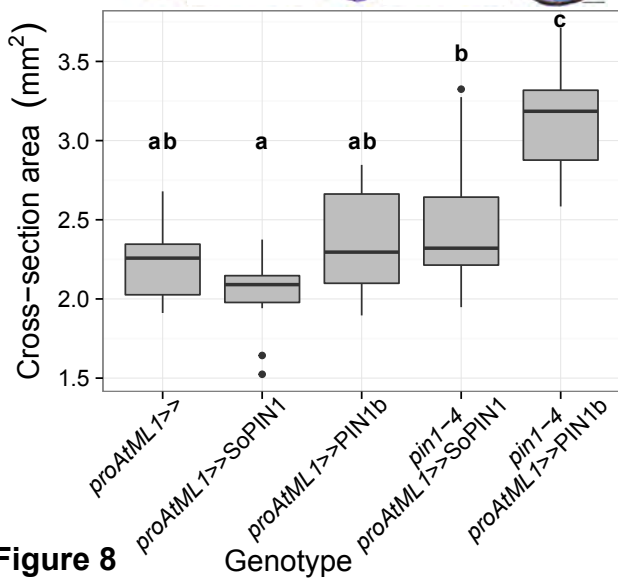 Cross−section area (mm²)
3.5
3.0
2.5
2.0
1.5
ab
a
ab
b
c
proAtML1>>
proAtML1>>SoPIN1
proAtML1>>PIN1b
pin1−4
proAtML1>>SoPIN1
pin1−4
proAtML1>>PIN1b
Figure 8
Genotype